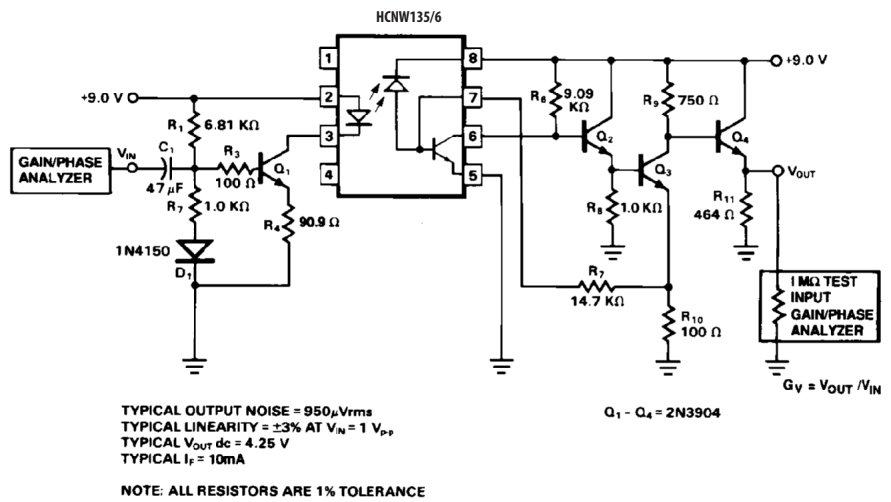 HCNW135/6
+9.0 V
R1 6.81 KΩ
GAIN/PHASE
ANALYZER
VIN
C1
47 µF
R3
100 Ω
Q1
R7 1.0 KΩ
R4 90.9 Ω
1N4150
D1
1
2
3
4
8
7
6
5
+9.0 V
R6 9.09
KΩ
R9 750 Ω
Q2
Q3
Q4
R8 1.0 KΩ
VOUT
R11
464 Ω
R7
14.7 KΩ
R10
100 Ω
1 MΩ TEST
INPUT
GAIN/PHASE
ANALYZER
GV = VOUT /VIN
TYPICAL OUTPUT NOISE = 950µVrms
TYPICAL LINEARITY = ±3% AT VIN = 1 Vp-p
TYPICAL VOUT dc = 4.25 V
TYPICAL IF = 10mA
Q1 - Q4 = 2N3904
NOTE: ALL RESISTORS ARE 1% TOLERANCE